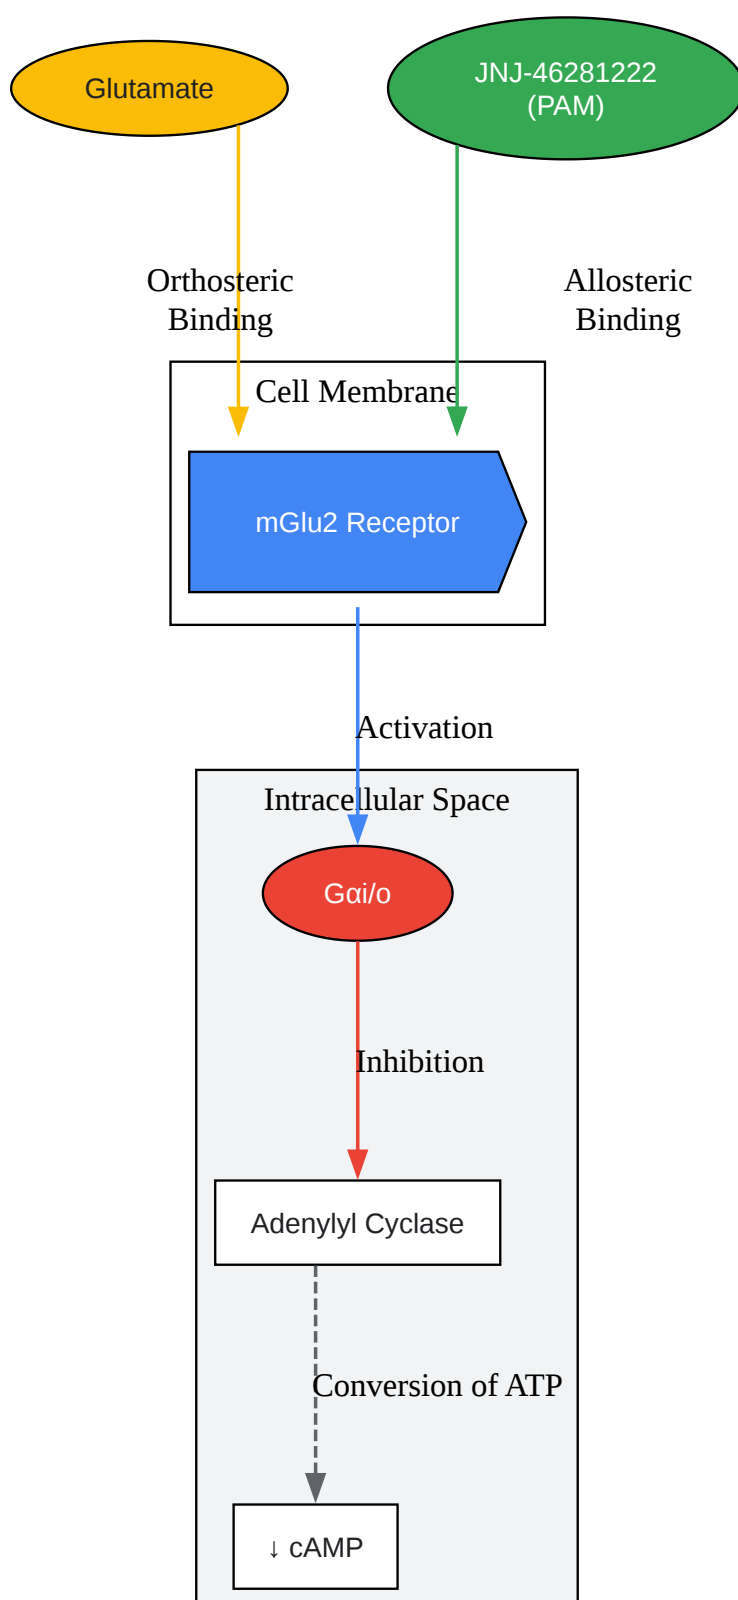 Glutamate
JNJ-46281222
(PAM)
Orthosteric
Binding
Allosteric
Binding
Cell Membrane
mGlu2 Receptor
Activation
Intracellular Space
Gαi/o
Inhibition
Adenylyl Cyclase
Conversion of ATP
↓ cAMP